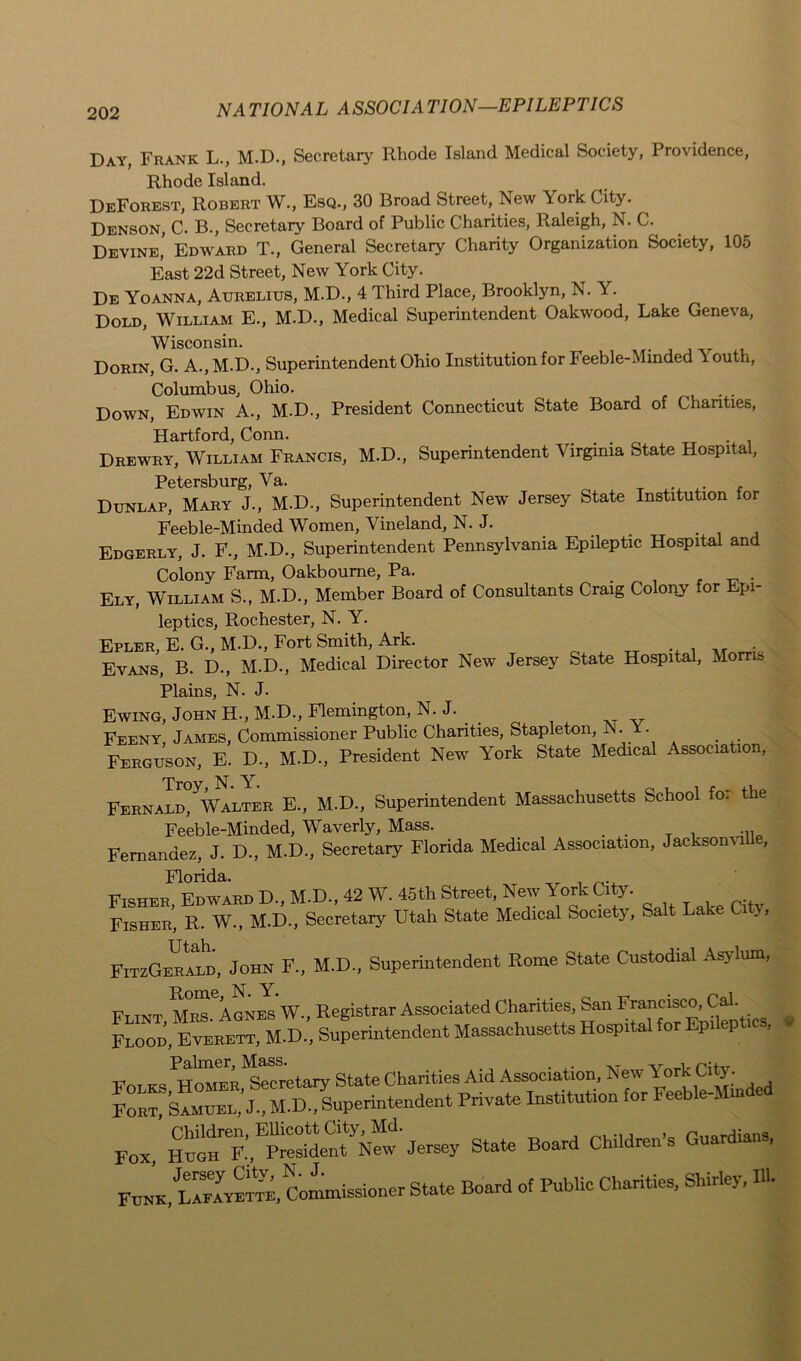 202
NATIONAL ASSOCIATION—EPILEPTICS
Day, Frank L., M.D., Secretary Rhode Island Medical Society, Providence,
Rhode Island.
DeForest, Robert W., Esq., 30 Broad Street, New York City.
Denson, C. B., Secretary Board of Public Charities, Raleigh, N. C.
Devine, Edward T., General Secretary Charity Organization Society, 105
East 22d Street, New York City.
De Yoanna, Aurelius, M.D., 4 Third Place, Brooklyn, N. Y.
Dold, William E., M.D., Medical Superintendent Oakwood, Lake Geneva,
Wisconsin.
Dorin, G. A., M.D., Superintendent Ohio Institution for Feeble-Minded Youth,
Columbus, Ohio.
Down, Edwin A., M.D., President Connecticut State Board of Charities,
Hartford, Conn.
Drewry, William Francis, M.D., Superintendent Virginia State Hospital,
Petersburg, Va.
Dunlap, Mary J., M.D., Superintendent New Jersey State Institution for
Feeble-Minded Women, Vineland, N. J.
Edgerly, J. F., M.D., Superintendent Pennsylvania Epileptic Hospital and
Colony Farm, Oakbourne, Pa.
Ely, William S., M.D., Member Board of Consultants Craig Colony for Epi-
leptics, Rochester, N. Y.
Epler, E. G., M.D., Fort Smith, Ark.
Evans, B. D., M.D., Medical Director New Jersey State Hospital, Morris
Plains, N. J.
Ewing, John H., M.D., Flemington, N. J.
Feeny, James, Commissioner Public Charities, Stapleton, N. Y.
Ferguson, E. D., M.D., President New York State Medical Association,
Troy, N. Y.
Fernald, Walter E., M.D., Superintendent Massachusetts School for the
Feeble-Minded, Waverly, Mass.
Fernandez, J. D., M.D., Secretary Florida Medical Association, Jacksonville,
Florida.
Fisher, Edward D., M.D., 42 W. 45th Street, New York City.
Fisher, R. W., M.D., Secretary Utah State Medical Society, Salt Lake City,
Utah.
FitzGerald, John F., M.D., Superintendent Rome State Custodial Asylum,
Rome, N. Y.
Flint, Mrs. Agnes W., Registrar Associated Charities, San Francisco, Cal.
Flood, Everett, M.D., Superintendent Massachusetts Hospital for Epileptics,
Palmer, Mass.
Folks, Homer, Secretary State Charities Aid Association, New York City.
Fort, Samuel, J., M.D., Superintendent Private Institution for Feeble-Minded
Children, Ellicott City, Md.
Fox, Hugh F., President New Jersey State Board Children's Guardians,
Jersey City, N. J.
Funk, Lafayette, Commissioner State Board of Public Charities, Shirley, Ill.